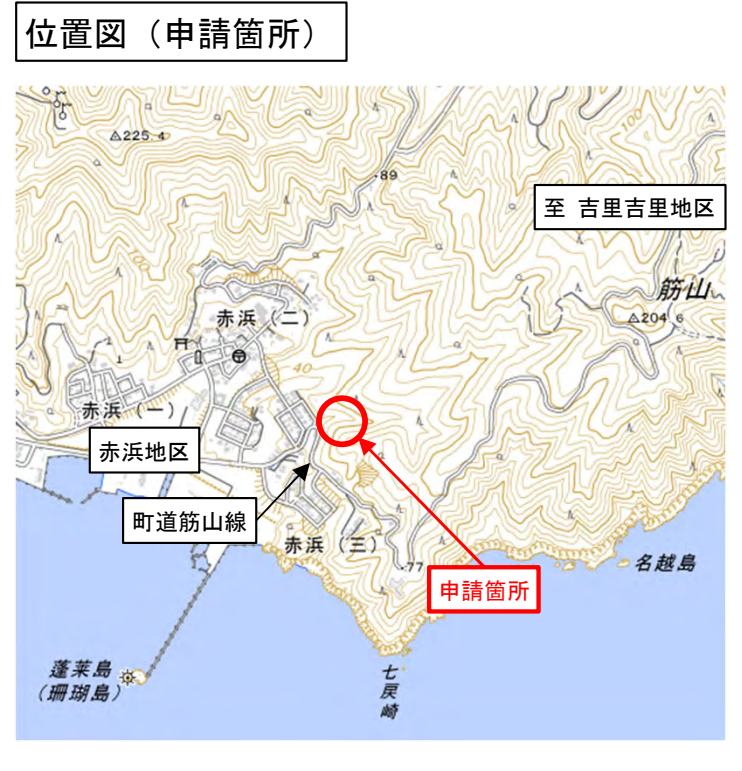 位置図（申請箇所）
225.4
100
89
至 吉里吉里地区
100
筋山
204.6
赤浜（二）
40
赤浜（一）
赤浜地区
町道筋山線
赤浜（三）
77
名越島
申請箇所
蓬莱島
（珊瑚島）
七戻崎